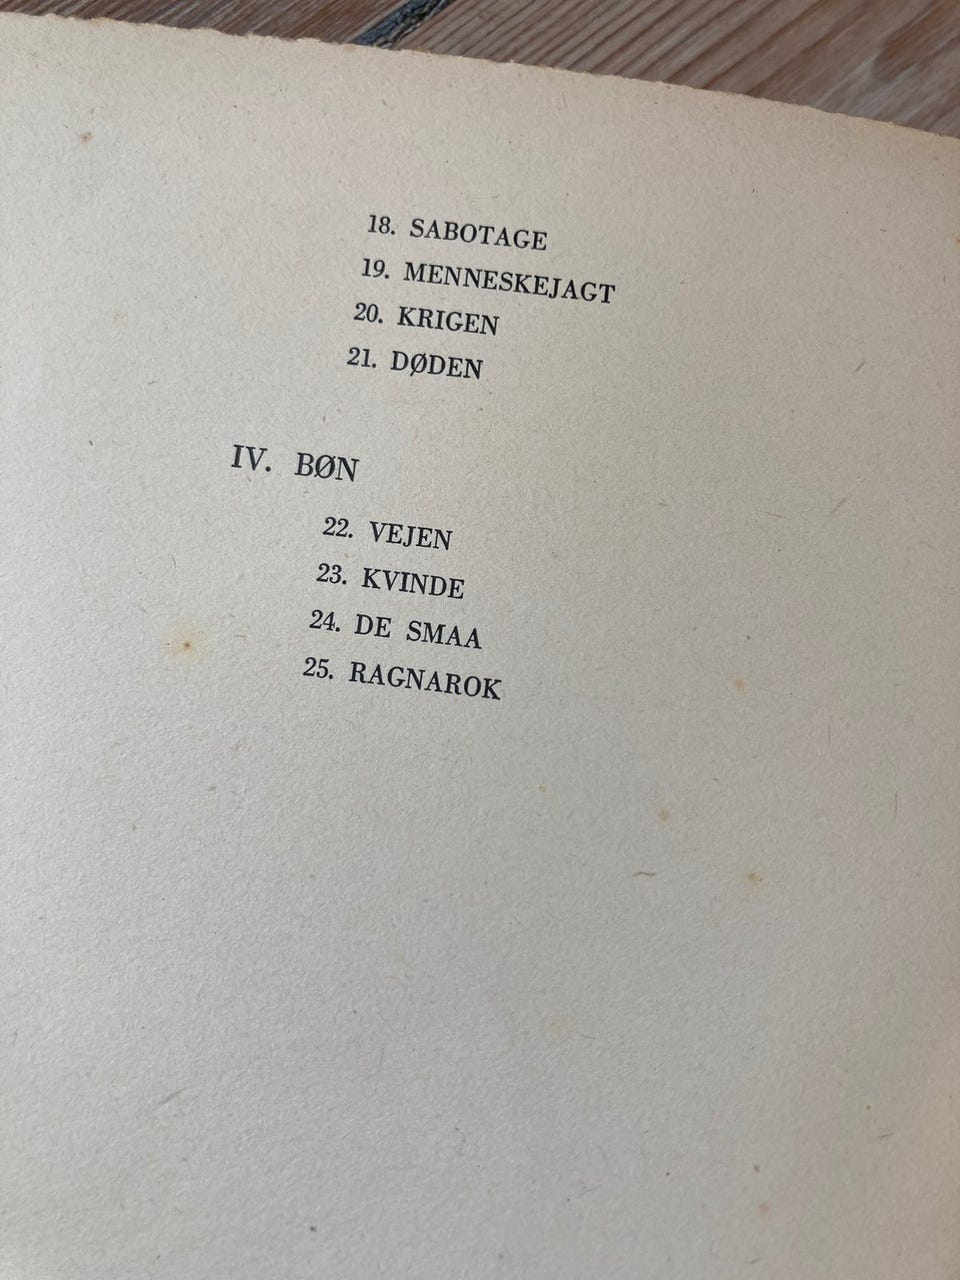 18. SABOTAGE
19. MENNESKEJAGT
20. KRIGEN
21. DØDEN
IV. BØN
22. VEJEN
23. KVINDE
24. DE SMAA
25. RAGNAROK